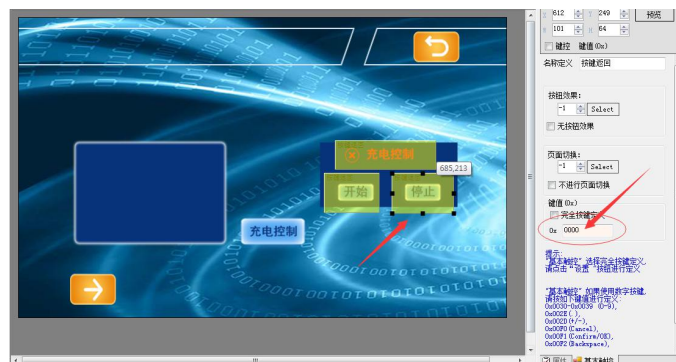 X 612 Y 249 预览
W 101 H 64
键控 键值(0x)
名称定义 按键返回
按钮效果:
-1 Select
无按钮效果
充电控制
685,213
页面切换:
-1 Select
开始 停止
不进行页面切换
键值(0x)
完全按键定义
充电控制
0x 0000
提示:
"基本触控" 选择完全按键定义,
请点击"设置"按钮进行定义
"基本触控" 如果使用数字按键,
请按如下键值进行定义:
0x0030-0x0039 (0-9),
0x002E(.),
0x002D(+/-),
0x00F0(Cancel),
0x00F1(Confirm/OK),
0x00F2(Backspace),
属性 基本触控